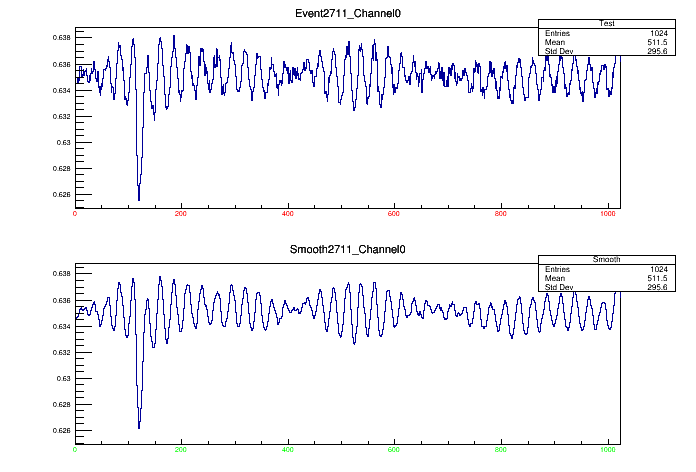 Event2711_Channel0
Test
Entries 1024
Mean 511.5
Std Dev 295.6
0.638
0.636
0.634
0.632
0.63
0.628
0.626
0 200 400 600 800 1000
Smooth2711_Channel0
Smooth
Entries 1024
Mean 511.5
Std Dev 295.6
0.638
0.636
0.634
0.632
0.63
0.628
0.626
0 200 400 600 800 1000